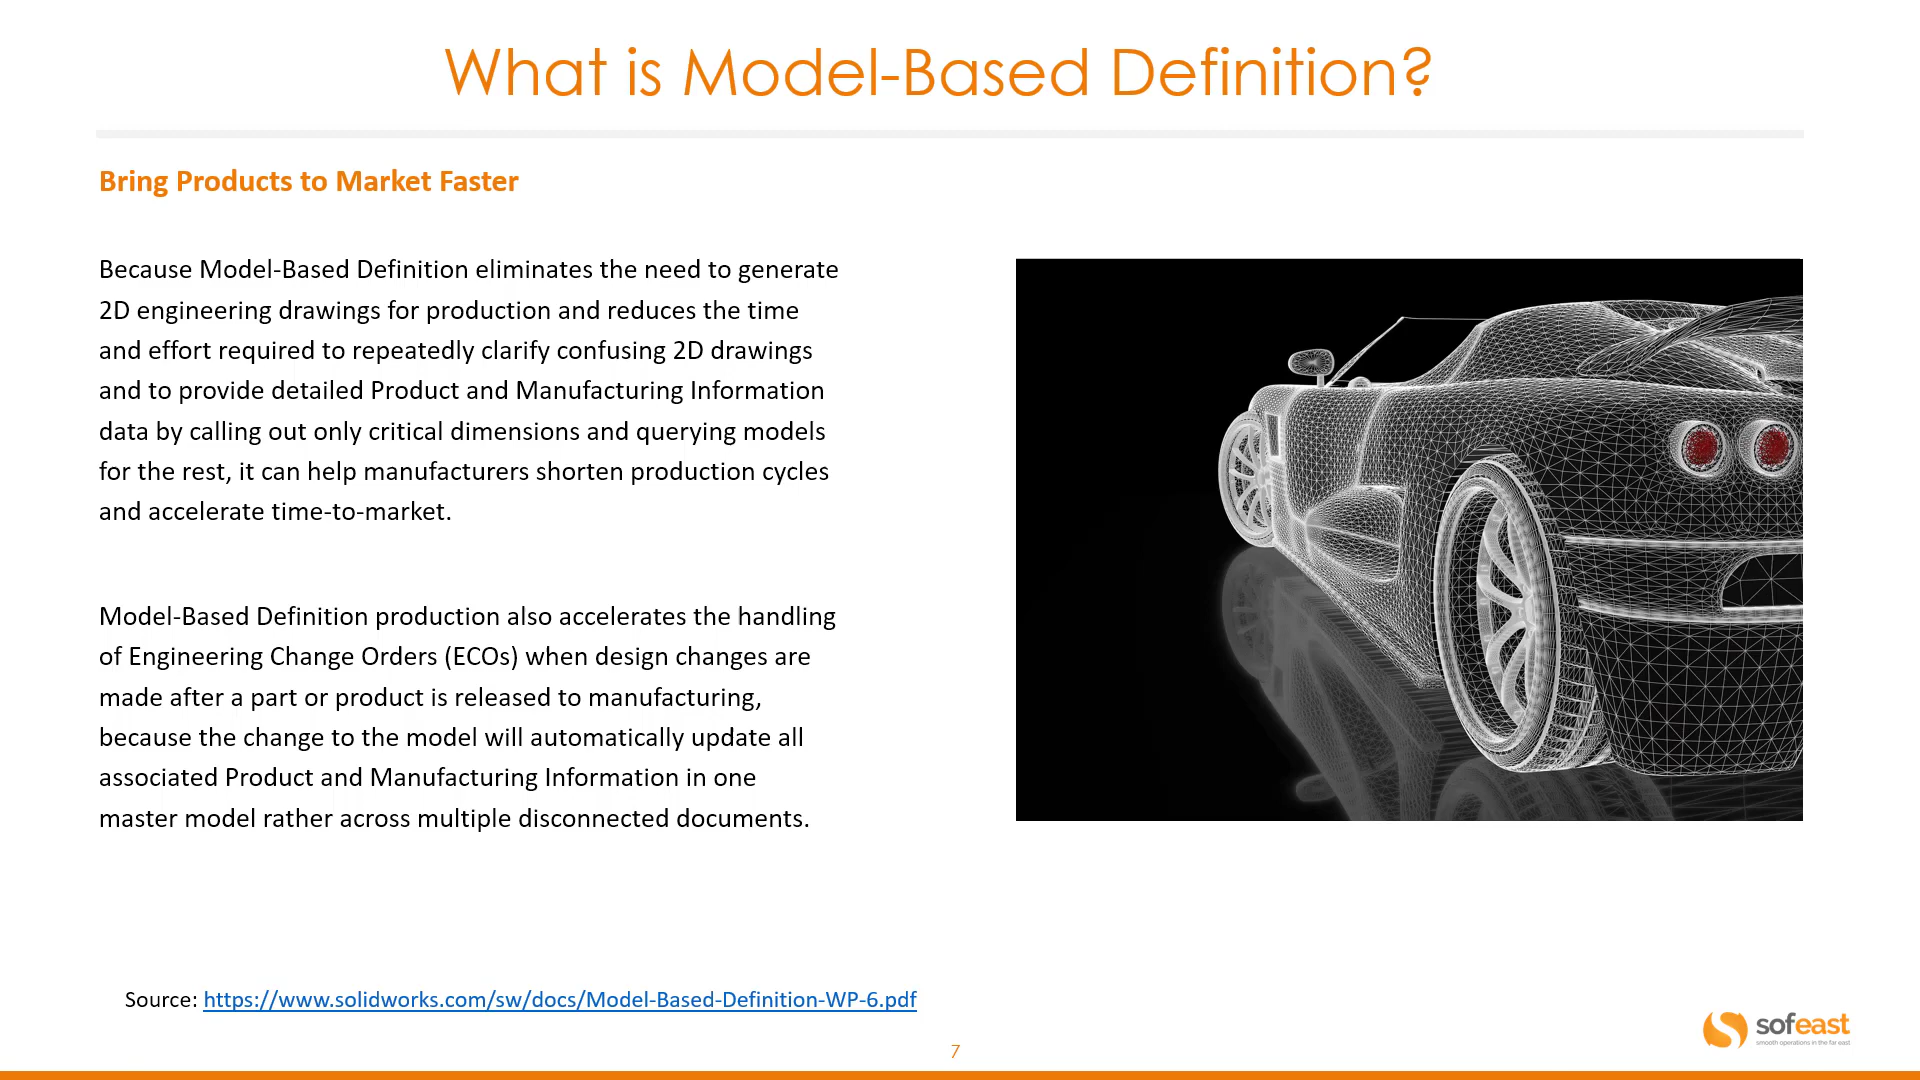 What is Model-Based Definition?
Bring Products to Market Faster
Because Model-Based Definition eliminates the need to generate
2D engineering drawings for production and reduces the time
and effort required to repeatedly clarify confusing 2D drawings
and to provide detailed Product and Manufacturing Information
data by calling out only critical dimensions and querying models
for the rest, it can help manufacturers shorten production cycles
and accelerate time-to-market.
Model-Based Definition production also accelerates the handling
of Engineering Change Orders (ECOs) when design changes are
made after a part or product is released to manufacturing,
because the change to the model will automatically update all
associated Product and Manufacturing Information in one
master model rather across multiple disconnected documents.
Source: https://www.solidworks.com/sw/docs/Model-Based-Definition-WP-6.pdf
sofeast
smooth operations in the far east
7